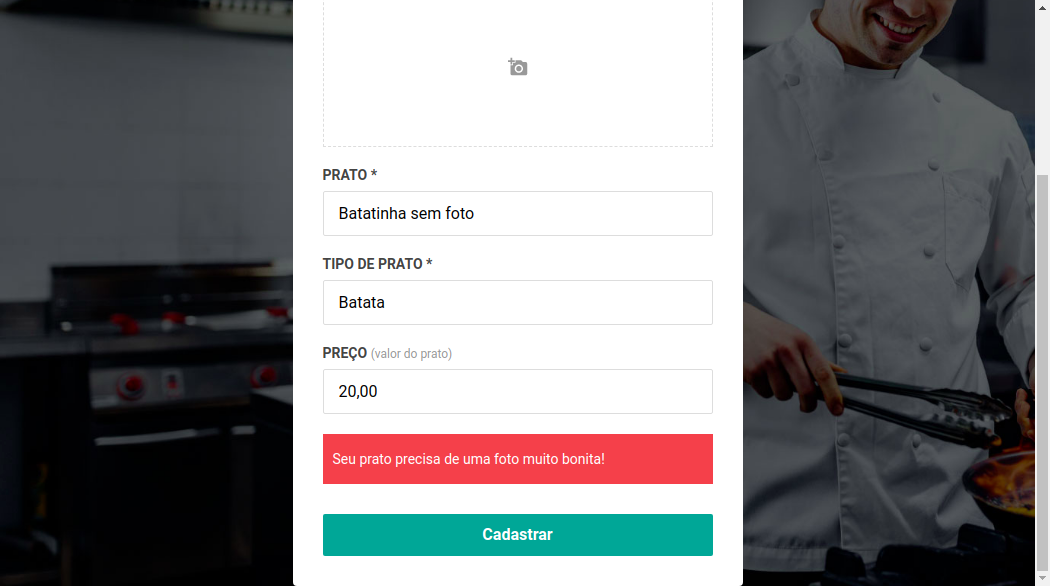 PRATO *
Batatinha sem foto
TIPO DE PRATO *
Batata
PREÇO (valor do prato)
20,00
Seu prato precisa de uma foto muito bonita!
Cadastrar